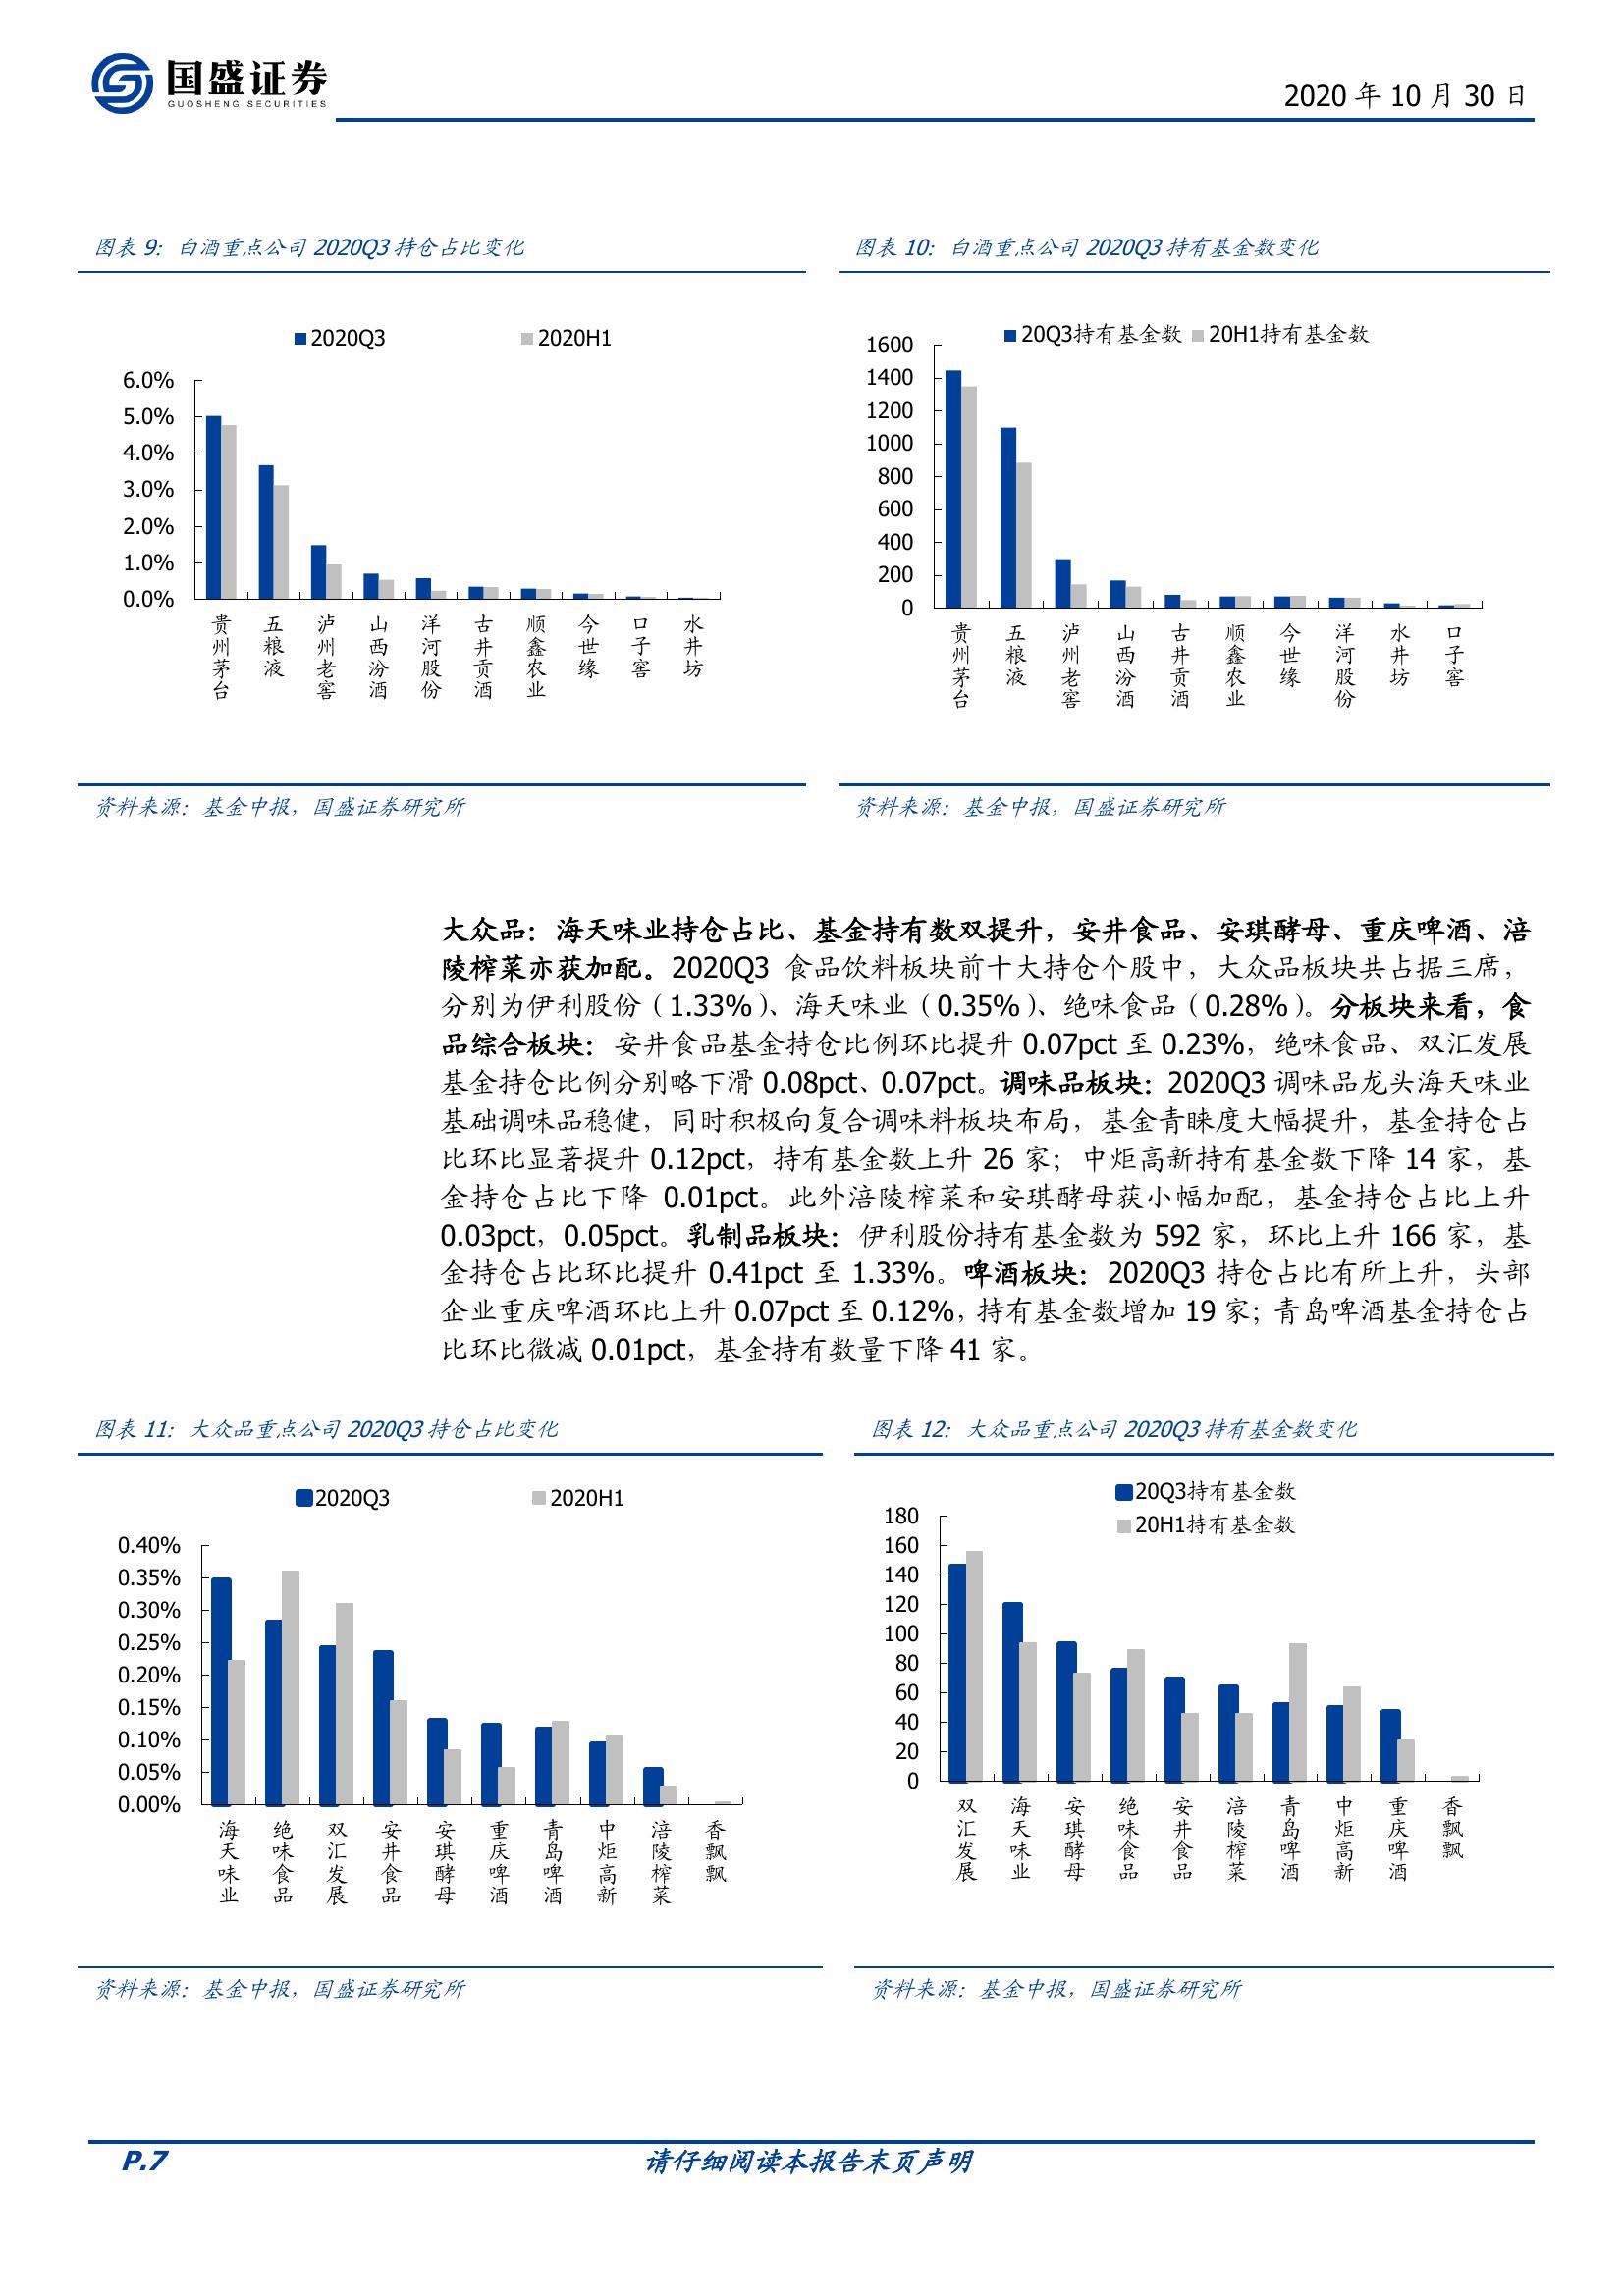 国盛证券
GUOSHENG SECURITIES
2020 年 10 月 30 日
图表 9：白酒重点公司 2020Q3 持仓占比变化
2020Q3 2020H1
6.0%
5.0%
4.0%
3.0%
2.0%
1.0%
0.0%
贵州茅台 五粮液 泸州老窖 山西汾酒 洋河股份 古井贡酒 顺鑫农业 今世缘 口子窖 水井坊
资料来源：基金中报，国盛证券研究所
图表 10：白酒重点公司 2020Q3 持有基金数变化
20Q3持有基金数 20H1持有基金数
1600
1400
1200
1000
800
600
400
200
0
贵州茅台 五粮液 泸州老窖 山西汾酒 古井贡酒 顺鑫农业 今世缘 洋河股份 水井坊 口子窖
资料来源：基金中报，国盛证券研究所
大众品：海天味业持仓占比、基金持有数双提升，安井食品、安琪酵母、重庆啤酒、涪
陵榨菜亦获加配。2020Q3 食品饮料板块前十大持仓个股中，大众品板块共占据三席，
分别为伊利股份（1.33%）、海天味业（0.35%）、绝味食品（0.28%）。分板块来看，食
品综合板块：安井食品基金持仓比例环比提升 0.07pct 至 0.23%，绝味食品、双汇发展
基金持仓比例分别略下滑 0.08pct、0.07pct。调味品板块：2020Q3 调味品龙头海天味业
基础调味品稳健，同时积极向复合调味料板块布局，基金青睐度大幅提升，基金持仓占
比环比显著提升 0.12pct，持有基金数上升 26 家；中炬高新持有基金数下降 14 家，基
金持仓占比下降 0.01pct。此外涪陵榨菜和安琪酵母获小幅加配，基金持仓占比上升
0.03pct，0.05pct。乳制品板块：伊利股份持有基金数为 592 家，环比上升 166 家，基
金持仓占比环比提升 0.41pct 至 1.33%。啤酒板块：2020Q3 持仓占比有所上升，头部
企业重庆啤酒环比上升 0.07pct 至 0.12%，持有基金数增加 19 家；青岛啤酒基金持仓占
比环比微减 0.01pct，基金持有数量下降 41 家。
图表 11：大众品重点公司 2020Q3 持仓占比变化
2020Q3 2020H1
0.40%
0.35%
0.30%
0.25%
0.20%
0.15%
0.10%
0.05%
0.00%
海天味业 绝味食品 双汇发展 安井食品 安琪酵母 重庆啤酒 青岛啤酒 中炬高新 涪陵榨菜 香飘飘
资料来源：基金中报，国盛证券研究所
图表 12：大众品重点公司 2020Q3 持有基金数变化
20Q3持有基金数
20H1持有基金数
180
160
140
120
100
80
60
40
20
0
双汇发展 海天味业 安琪酵母 绝味食品 安井食品 涪陵榨菜 青岛啤酒 中炬高新 重庆啤酒 香飘飘
资料来源：基金中报，国盛证券研究所
P.7
请仔细阅读本报告末页声明